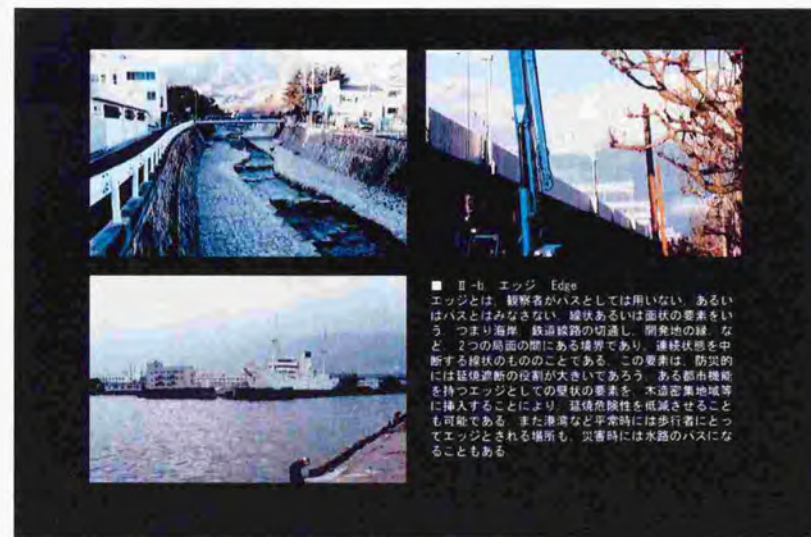 ■ Ⅱ-b エッジ Edge
エッジとは、観察者がパスとしては用いない、あるい
はパスとはみなさない、線状あるいは面状の要素をい
う。つまり海岸、鉄道線路の切通し、開発地の縁、な
ど、2つの局面の間にある境界であり、連続状態を中
断する線状のもののことである。この要素は、防災的
には延焼遮断の役割が大きいであろう。ある都市機能
を持つエッジとしての壁状の要素を、木造密集地域等
に挿入することにより、延焼危険性を低減させること
も可能である。また港湾など平常時には歩行者にとっ
てエッジとされる場所も、災害時には水路のパスにな
ることもある。